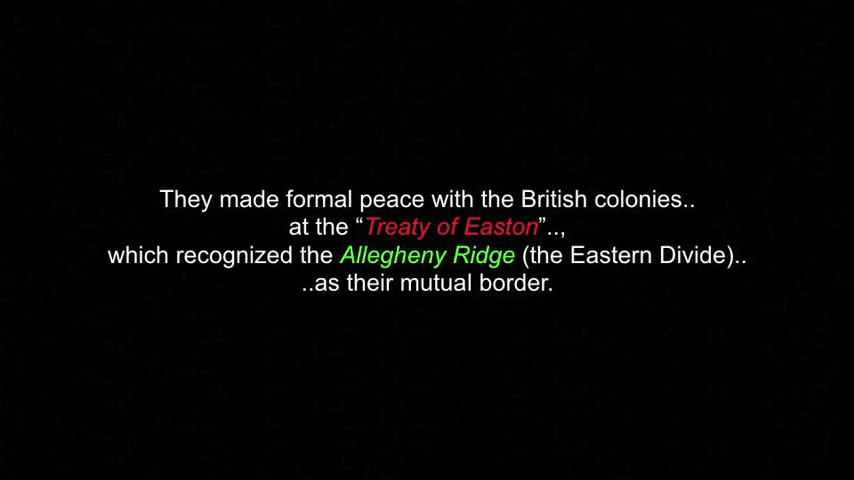 They made formal peace with the British colonies..
at the “Treaty of Easton”..,
which recognized the Allegheny Ridge (the Eastern Divide)..
..as their mutual border.